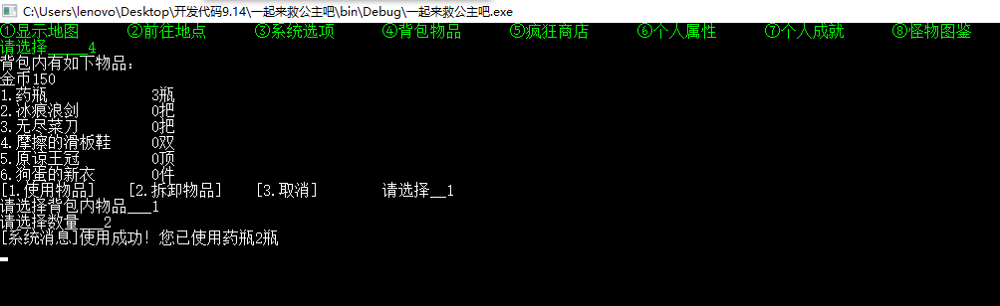 C:\Users\lenovo\Desktop\开发代码9.14\一起来救公主吧\bin\Debug\一起来救公主吧.exe
①显示地图 ②前往地点 ③系统选项 ④背包物品 ⑤疯狂商店 ⑥个人属性 ⑦个人成就 ⑧怪物图鉴
请选择_____4
背包内有如下物品:
金币150
1.药瓶 3瓶
2.冰痕浪剑 0把
3.无尽菜刀 0把
4.摩擦的滑板鞋 0双
5.原谅王冠 0顶
6.狗蛋的新衣 0件
[1.使用物品] [2.拆卸物品] [3.取消] 请选择__1
请选择背包内物品___1
请选择数量___2
[系统消息]使用成功! 您已使用药瓶2瓶